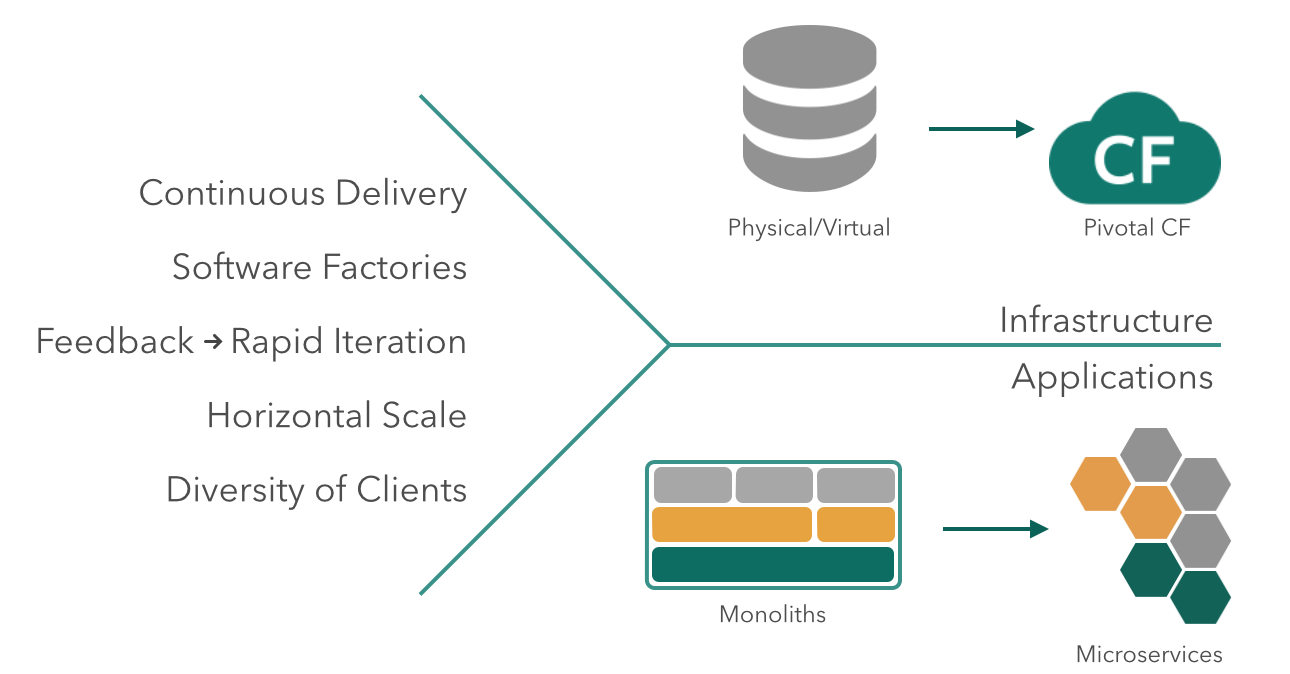 Continuous Delivery
Software Factories
Feedback → Rapid Iteration
Horizontal Scale
Diversity of Clients
CF
Physical/Virtual
Pivotal CF
Infrastructure
Applications
Monoliths
Microservices